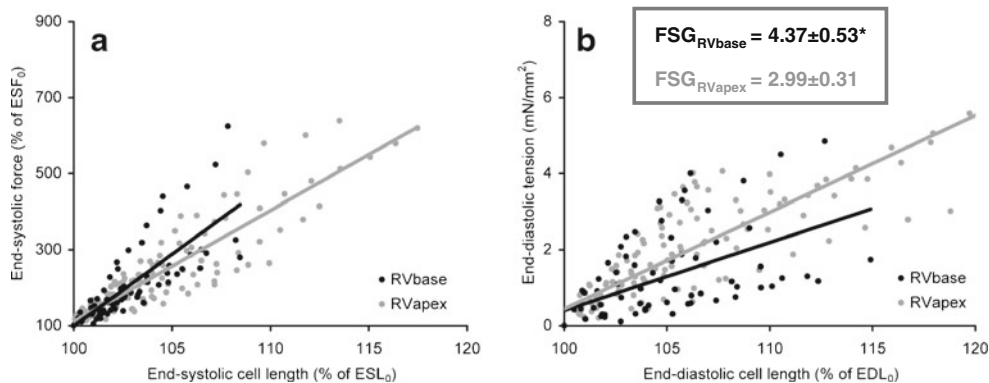 a
End-systolic force (% of ESF₀)
900
700
500
300
100
100
105
110
115
120
End-systolic cell length (% of ESL₀)
RVbase
RVapex
b
FSG_RVbase = 4.37±0.53*
FSG_RVapex = 2.99±0.31
End-diastolic tension (mN/mm²)
8
6
4
2
0
100
105
110
115
120
End-diastolic cell length (% of EDL₀)
RVbase
RVapex